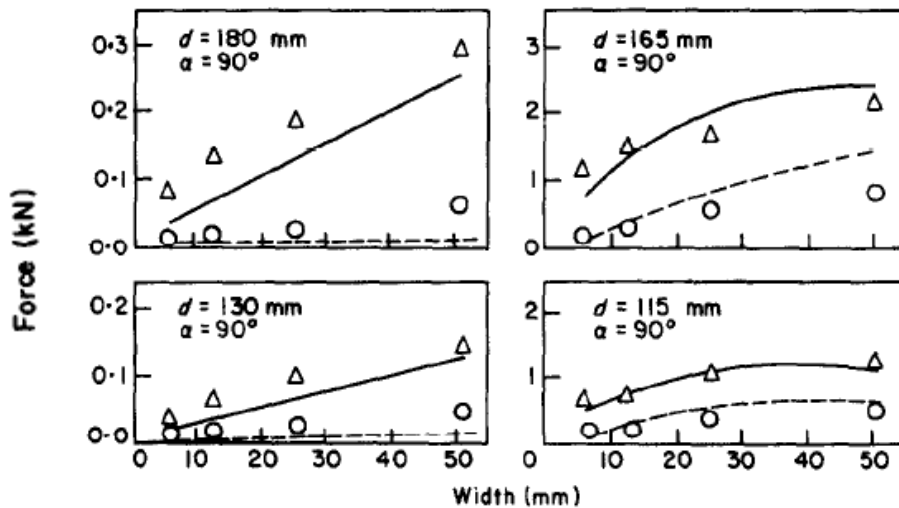 Force (kN)
0·3
0·2
0·1
0·0
d = 180 mm
α = 90°
3
2
1
0
d = 165 mm
α = 90°
0·2
0·1
0·0
d = 130 mm
α = 90°
2
1
0
d = 115 mm
α = 90°
0 10 20 30 40 50
10 20 30 40 50
Width (mm)